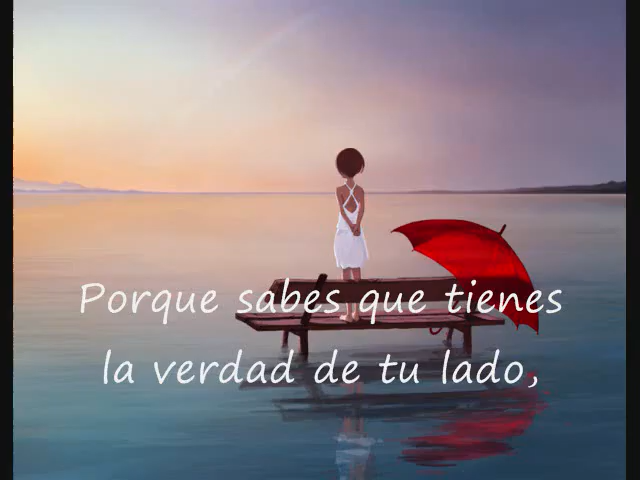 Porque sabes que tienes
la verdad de tu lado,